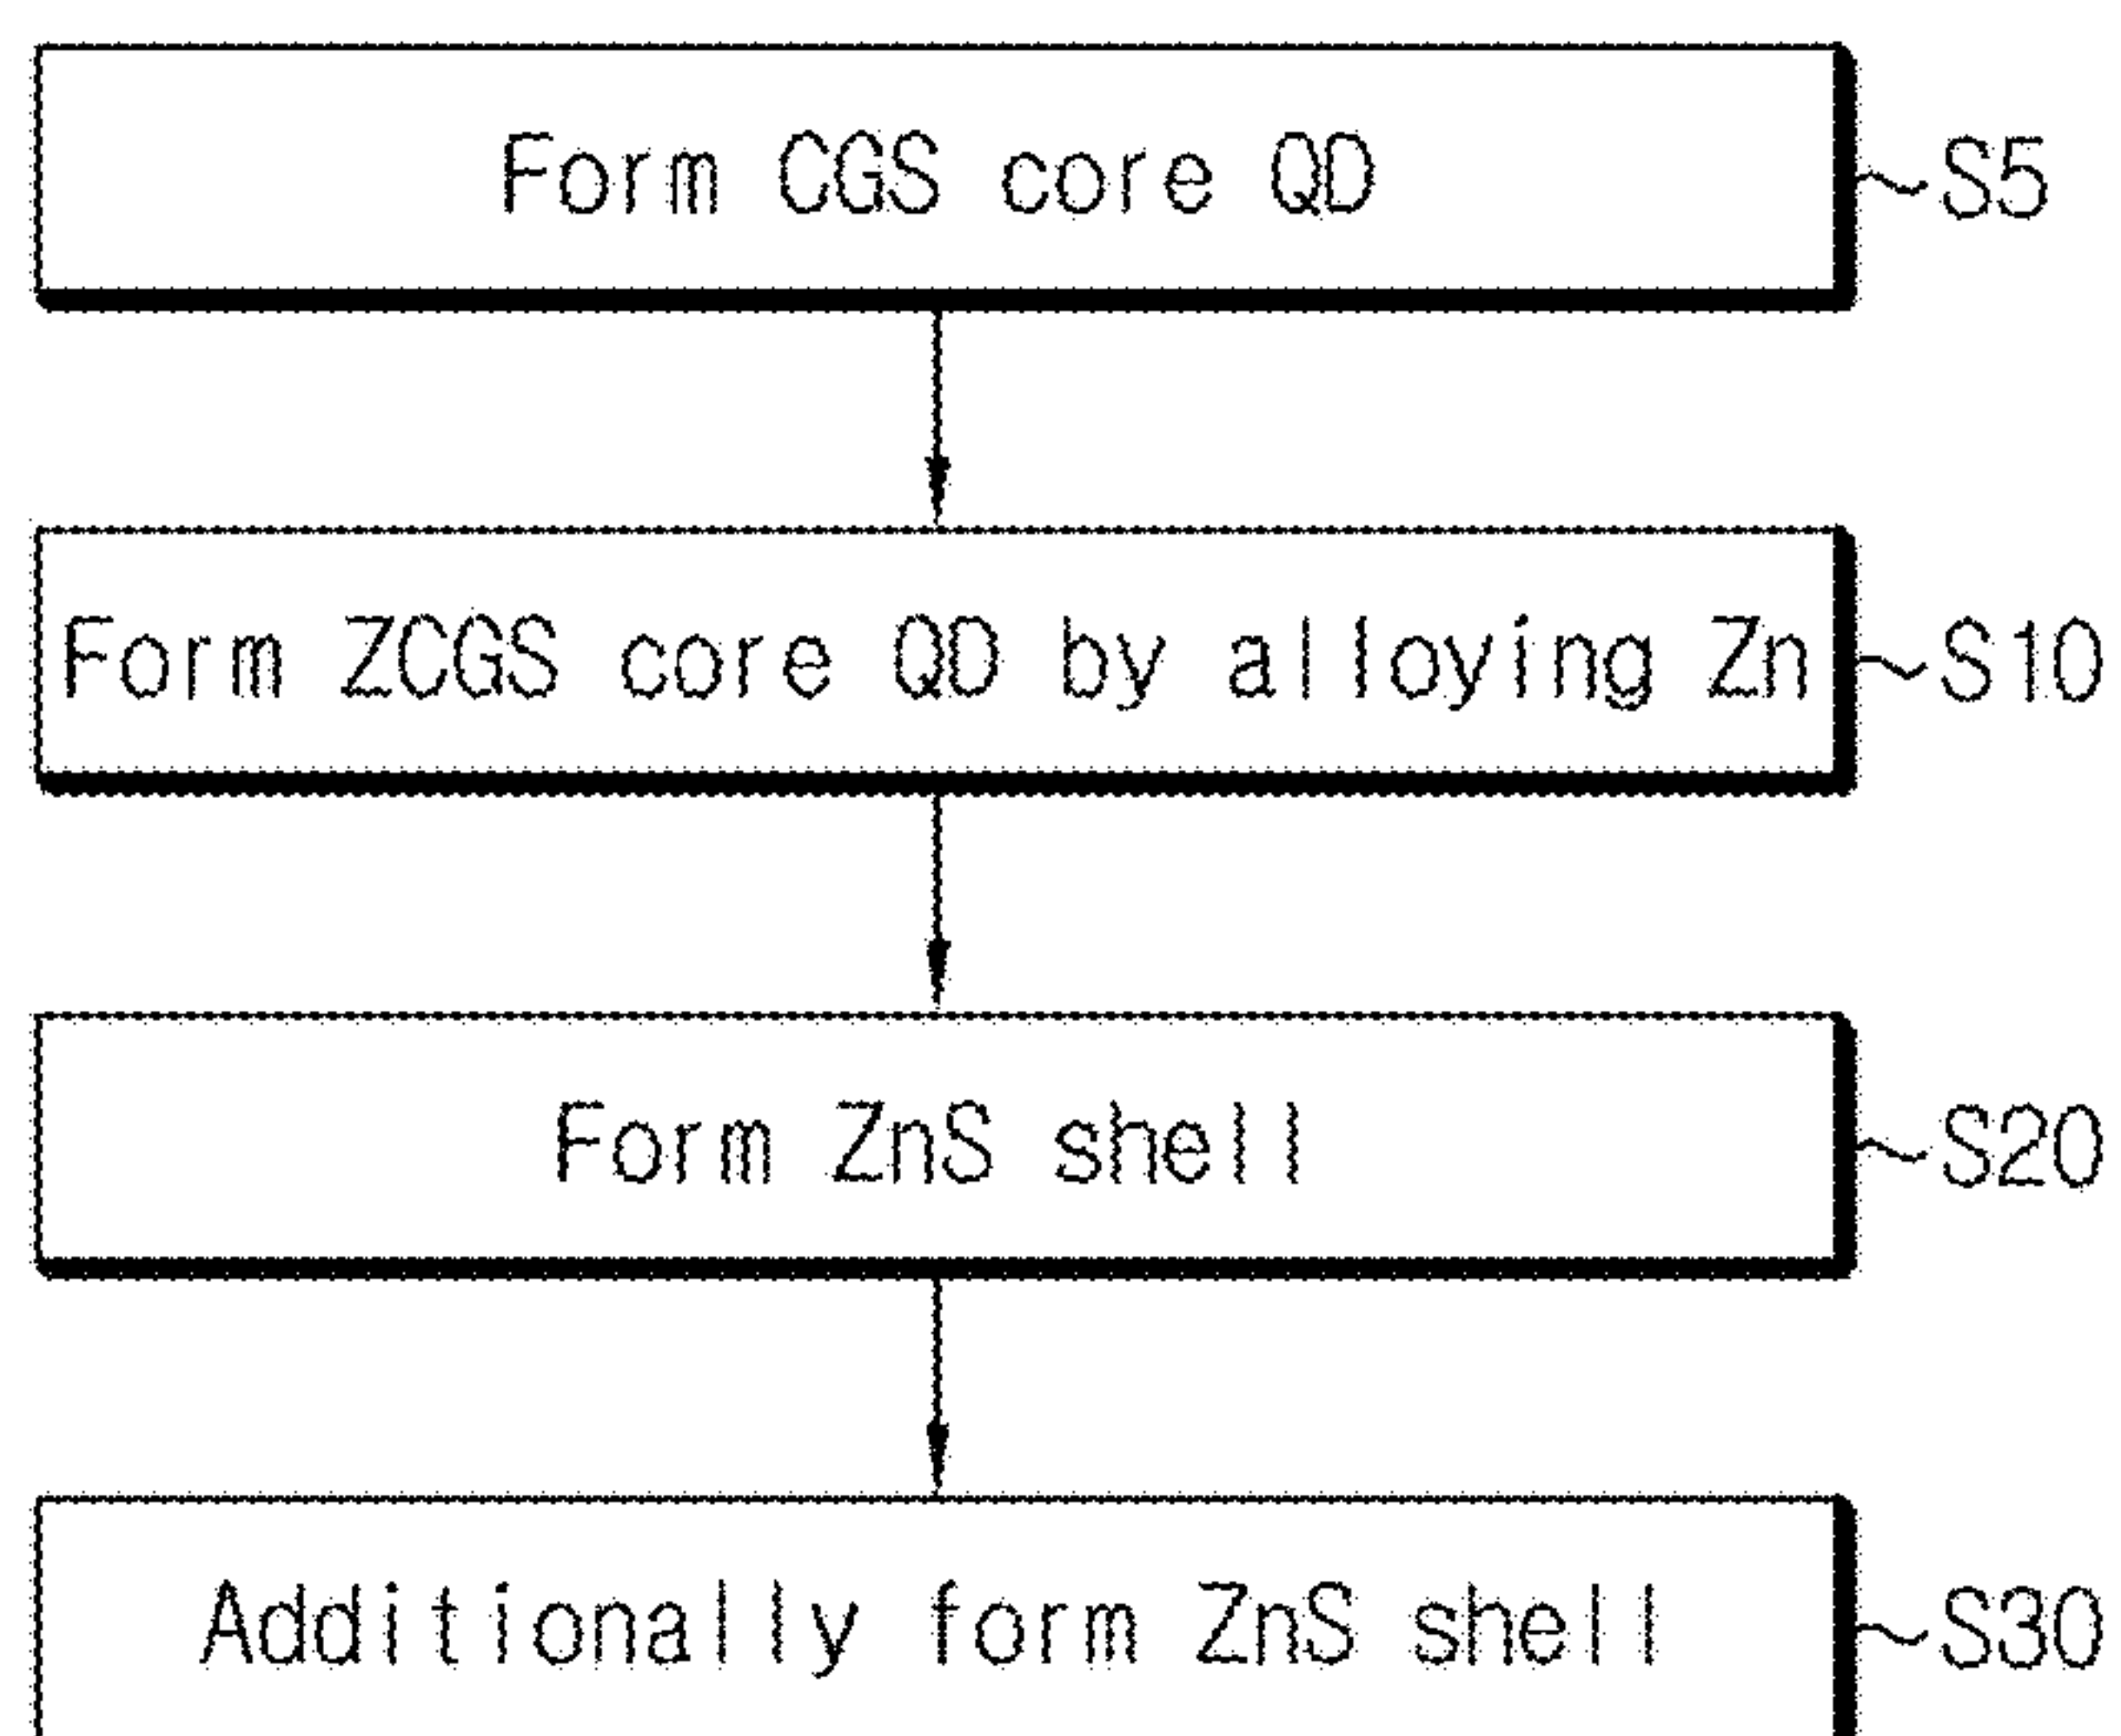 Form CGS core QD S5
Form ZCGS core QD by alloying Zn S10
Form ZnS shell S20
Additionally form ZnS shell S30